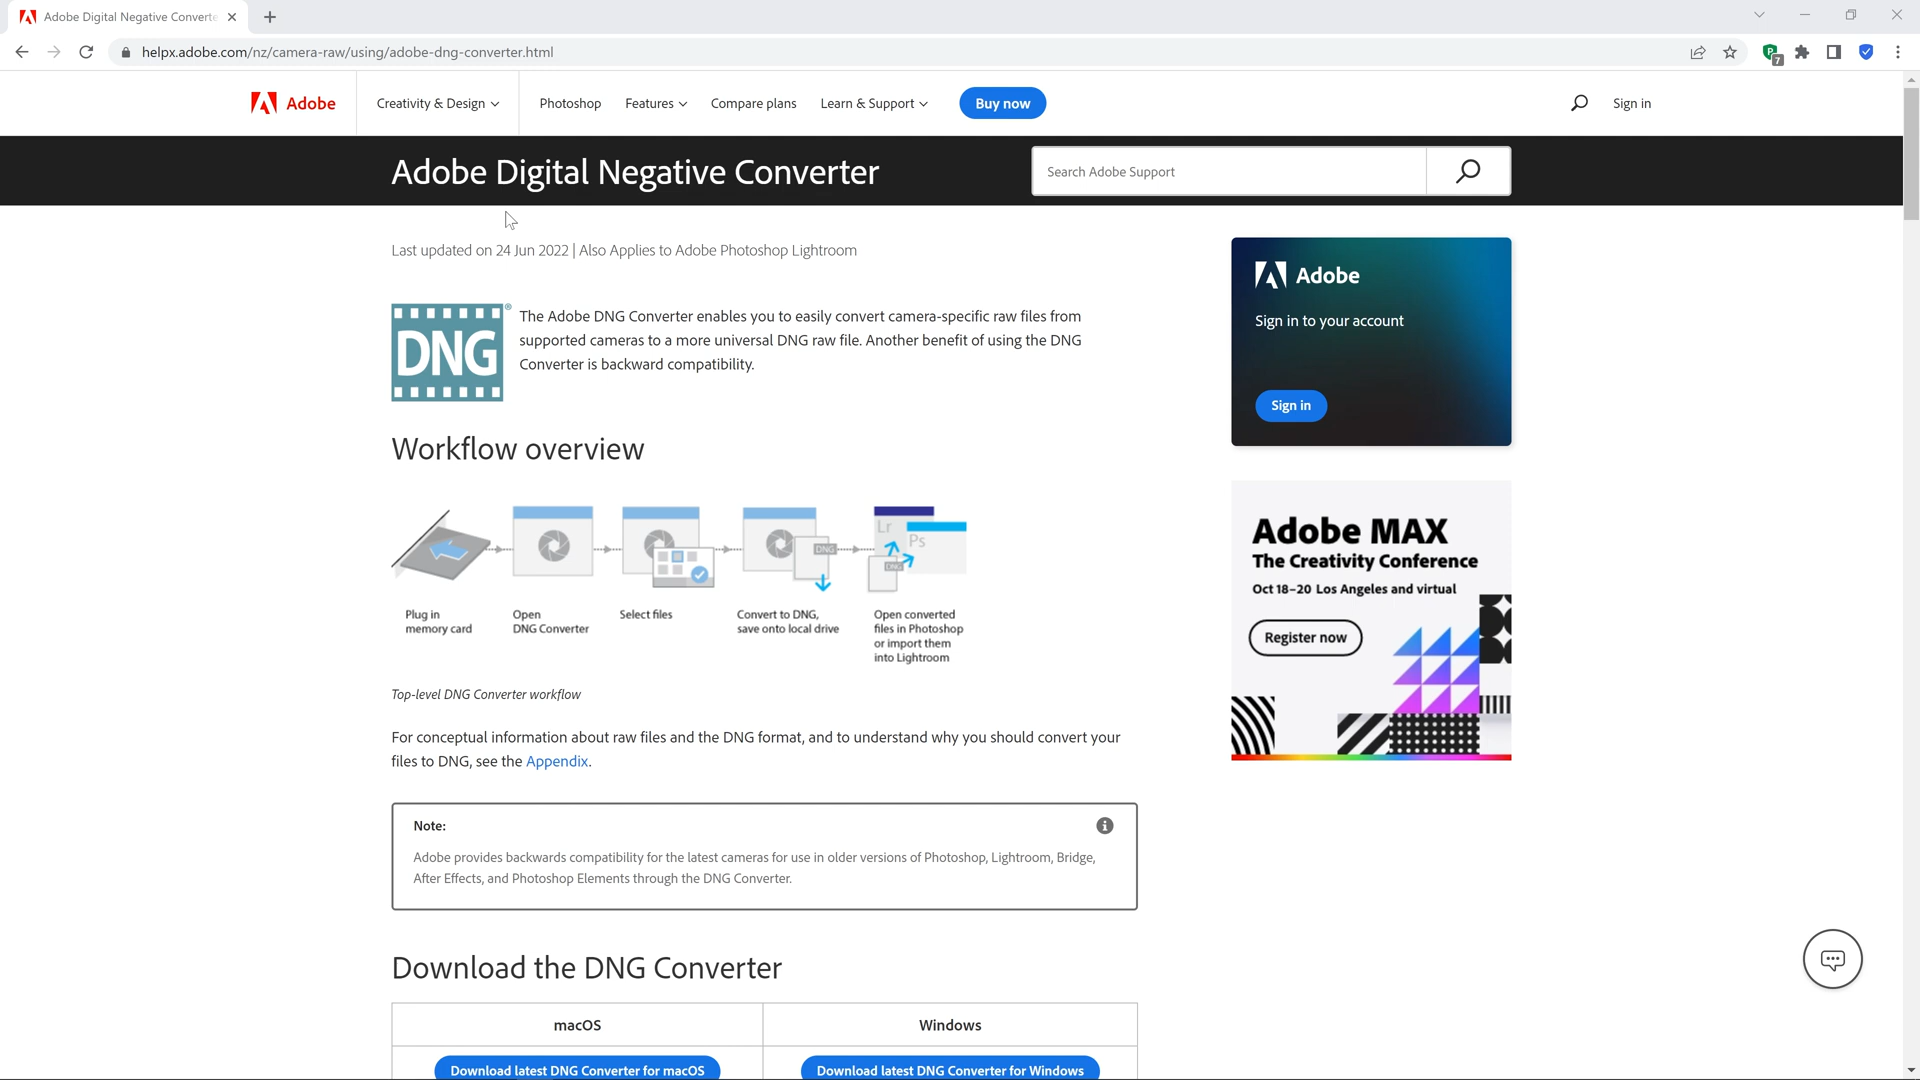 Adobe Digital Negative Converte
helpx.adobe.com/nz/camera-raw/using/adobe-dng-converter.html
7
Adobe
Creativity & Design
Photoshop
Features
Compare plans
Learn & Support
Buy now
Sign in
Adobe Digital Negative Converter
Search Adobe Support
Last updated on 24 Jun 2022 | Also Applies to Adobe Photoshop Lightroom
DNG®
The Adobe DNG Converter enables you to easily convert camera-specific raw files from
supported cameras to a more universal DNG raw file. Another benefit of using the DNG
Converter is backward compatibility.
Adobe
Sign in to your account
Sign in
Workflow overview
DNG
Lr
Ps
DNG
Plug in
memory card
Open
DNG Converter
Select files
Convert to DNG,
save onto local drive
Open converted
files in Photoshop
or import them
into Lightroom
Top-level DNG Converter workflow
Adobe MAX
The Creativity Conference
Oct 18–20 Los Angeles and virtual
Register now
For conceptual information about raw files and the DNG format, and to understand why you should convert your
files to DNG, see the Appendix.
Note:
Adobe provides backwards compatibility for the latest cameras for use in older versions of Photoshop, Lightroom, Bridge,
After Effects, and Photoshop Elements through the DNG Converter.
Download the DNG Converter
macOS
Windows
Download latest DNG Converter for macOS
Download latest DNG Converter for Windows